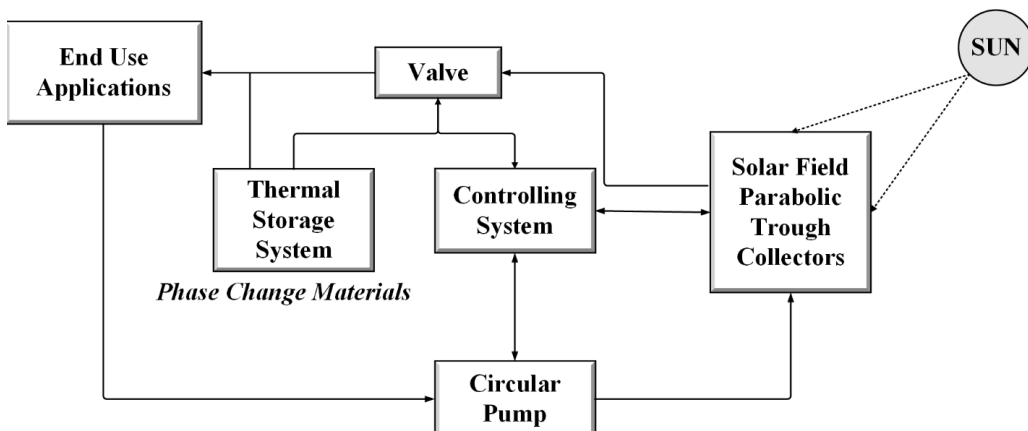 End Use
Applications
Valve
SUN
Thermal
Storage
System
Phase Change Materials
Controlling
System
Solar Field
Parabolic
Trough
Collectors
Circular
Pump